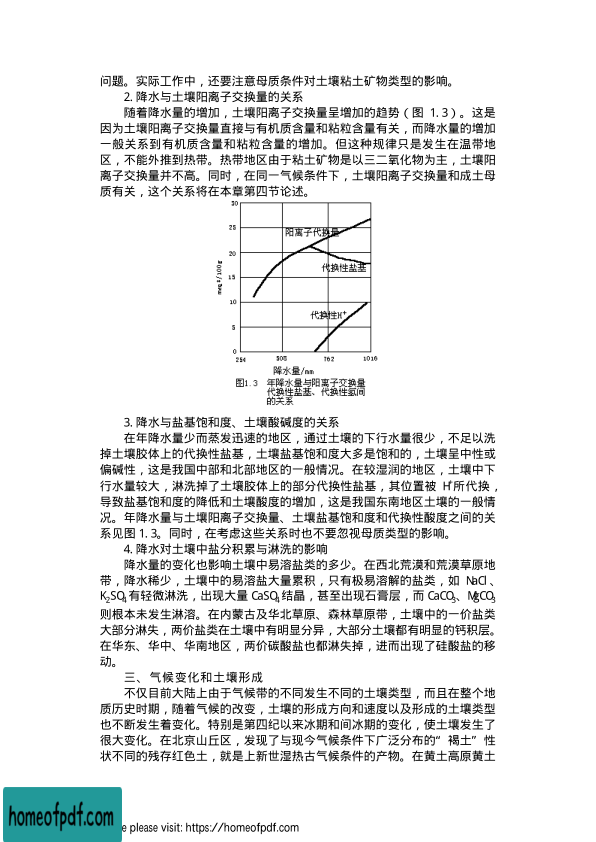 问题。实际工作中，还要注意母质条件对土壤粘土矿物类型的影响。
2. 降水与土壤阳离子交换量的关系
随着降水量的增加，土壤阳离子交换量呈增加的趋势（图 1.3）。这是
因为土壤阳离子交换量直接与有机质含量和粘粒含量有关，而降水量的增加
一般关系到有机质含量和粘粒含量的增加。但这种规律只是发生在温带地
区，不能外推到热带。热带地区由于粘土矿物是以三二氧化物为主，土壤阳
离子交换量并不高。同时，在同一气候条件下，土壤阳离子交换量和成土母
质有关，这个关系将在本章第四节论述。
30
25
20
15
10
5
0
meq/100g
阳离子代换量
代换性盐基
代换性H+
254 508 762 1016
降水量/mm
图1.3 年降水量与阳离子交换量
代换性盐基、代换性氢间
的关系
3. 降水与盐基饱和度、土壤酸碱度的关系
在年降水量少而蒸发迅速的地区，通过土壤的下行水量很少，不足以洗
掉土壤胶体上的代换性盐基，土壤盐基饱和度大多是饱和的，土壤呈中性或
偏碱性，这是我国中部和北部地区的一般情况。在较湿润的地区，土壤中下
行水量较大，淋洗掉了土壤胶体上的部分代换性盐基，其位置被 H+所代换，
导致盐基饱和度的降低和土壤酸度的增加，这是我国东南地区土壤的一般情
况。年降水量与土壤阳离子交换量、土壤盐基饱和度和代换性酸度之间的关
系见图 1.3。同时，在考虑这些关系时也不要忽视母质类型的影响。
4. 降水对土壤中盐分积累与淋洗的影响
降水量的变化也影响土壤中易溶盐类的多少。在西北荒漠和荒漠草原地
带，降水稀少，土壤中的易溶盐大量累积，只有极易溶解的盐类，如 NaCl、
K2SO4有轻微淋洗，出现大量 CaSO4结晶，甚至出现石膏层，而 CaCO3、MgCO3
则根本未发生淋溶。在内蒙古及华北草原、森林草原带，土壤中的一价盐类
大部分淋失，两价盐类在土壤中有明显分异，大部分土壤都有明显的钙积层。
在华东、华中、华南地区，两价碳酸盐也都淋失掉，进而出现了硅酸盐的移
动。
三、气候变化和土壤形成
不仅目前大陆上由于气候带的不同发生不同的土壤类型，而且在整个地
质历史时期，随着气候的改变，土壤的形成方向和速度以及形成的土壤类型
也不断发生着变化。特别是第四纪以来冰期和间冰期的变化，使土壤发生了
很大变化。在北京山丘区，发现了与现今气候条件下广泛分布的“褐土”性
状不同的残存红色土，就是上新世湿热古气候条件的产物。在黄土高原黄土
homeofpdf.com
e please visit: https://homeofpdf.com